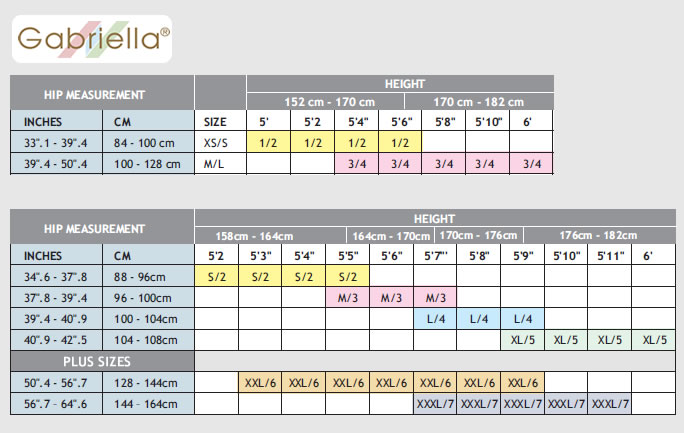 Gabriella®
HEIGHT
HIP MEASUREMENT
152 cm - 170 cm 170 cm - 182 cm
INCHES CM SIZE 5' 5'2 5'4" 5'6" 5'8" 5'10" 6'
33".1 - 39".4 84 - 100 cm XS/S 1/2 1/2 1/2 1/2
39".4 - 50".4 100 - 128 cm M/L 3/4 3/4 3/4 3/4 3/4
HEIGHT
HIP MEASUREMENT
158cm - 164cm 164cm - 170cm 170cm - 176cm 176cm - 182cm
INCHES CM 5'2 5'3" 5'4" 5'5" 5'6" 5'7"' 5'8" 5'9" 5'10" 5'11" 6'
34".6 - 37".8 88 - 96cm S/2 S/2 S/2 S/2
37".8 - 39".4 96 - 100cm M/3 M/3 M/3
39".4 - 40".9 100 - 104cm L/4 L/4 L/4
40".9 - 42".5 104 - 108cm XL/5 XL/5 XL/5 XL/5
PLUS SIZES
50".4 - 56".7 128 - 144cm XXL/6 XXL/6 XXL/6 XXL/6 XXL/6 XXL/6 XXL/6
56".7 - 64".6 144 - 164cm XXXL/7 XXXL/7 XXXL/7 XXXL/7 XXXL/7